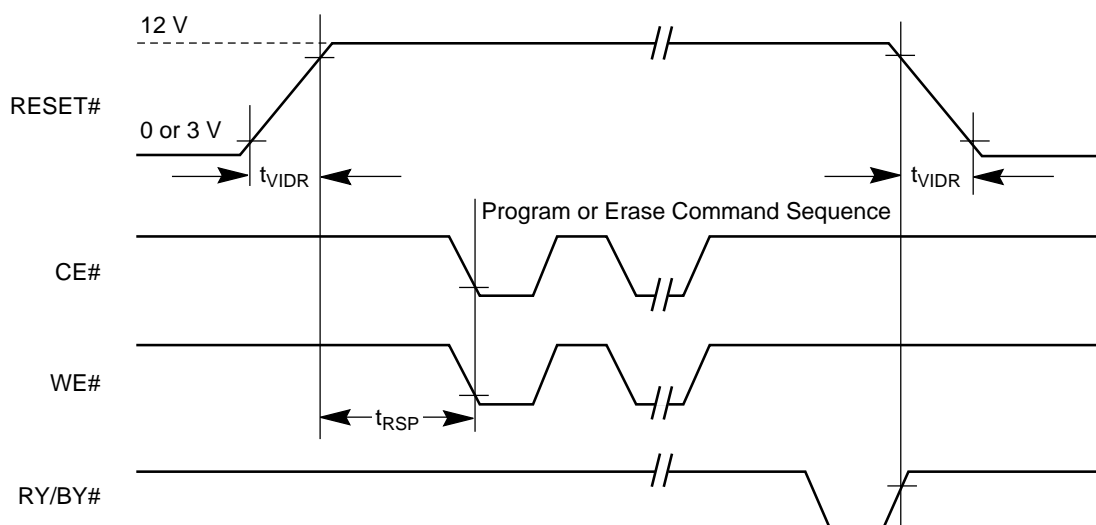 12 V
RESET#
0 or 3 V
tVIDR
tVIDR
Program or Erase Command Sequence
CE#
WE#
tRSP
RY/BY#